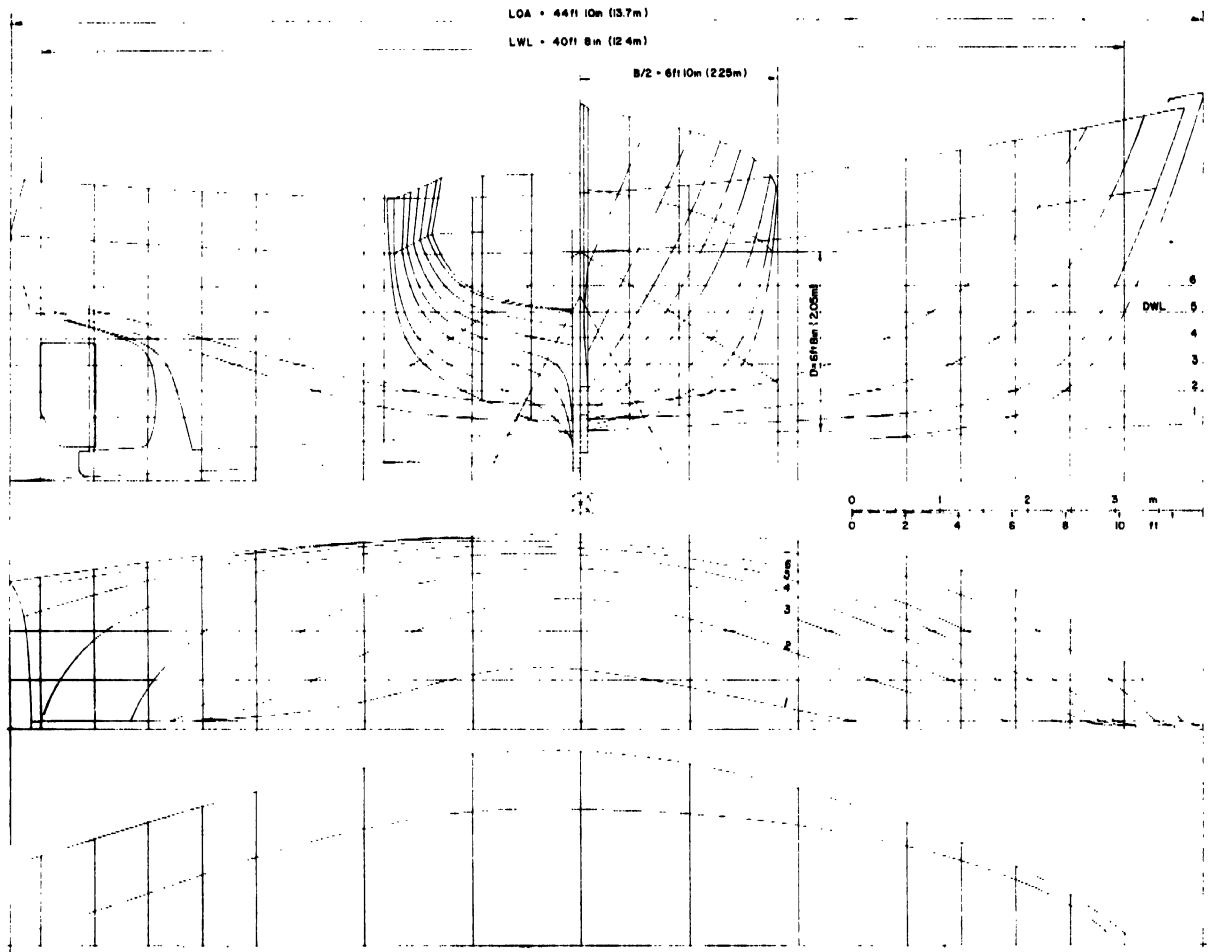 LOA = 44ft 10in (13.7m)
LWL = 40ft 8in (12.4m)
B/2 = 6ft 10in (2.25m)
D=6ft 8in (2.05m)
6
DWL 5
4
3
2
1
0 1 2 3 m
0 2 4 6 8 10 ft
4
3
2
1